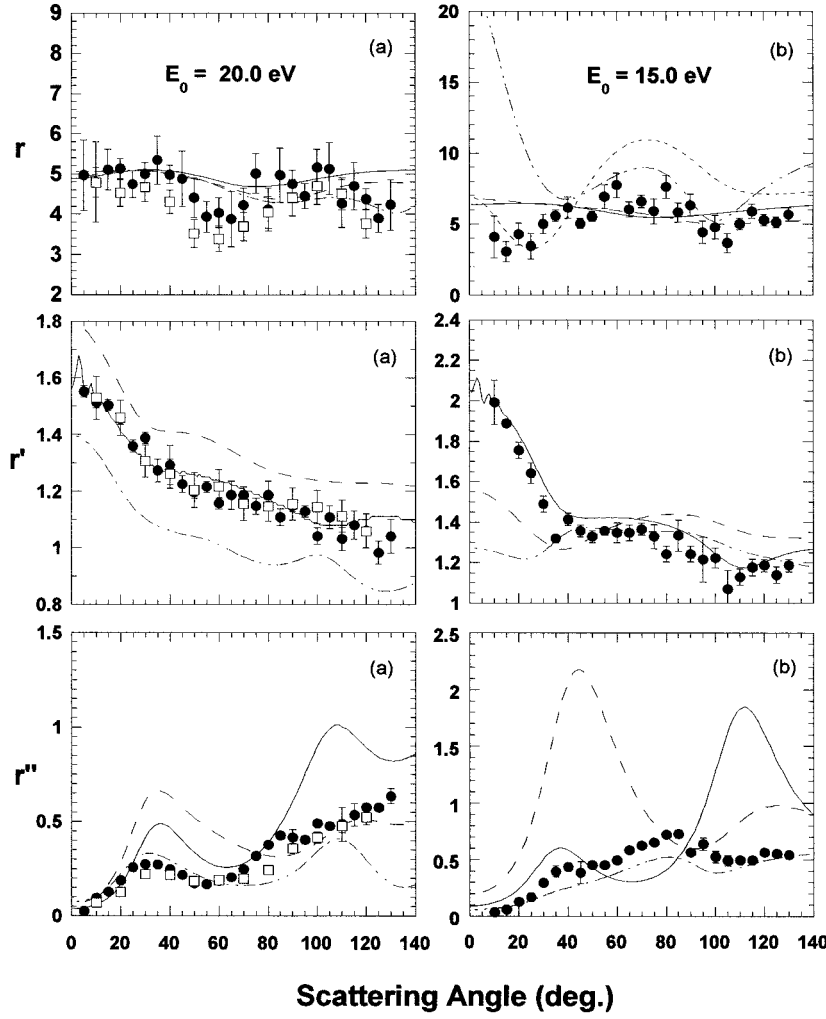 9
8
7
6
5
4
3
2
r
(a)
E0 = 20.0 eV
20
15
10
5
0
(b)
E0 = 15.0 eV
1.8
1.6
1.4
1.2
1
0.8
r'
(a)
2.4
2.2
2
1.8
1.6
1.4
1.2
1
(b)
1.5
1
0.5
0
r"
(a)
2.5
2
1.5
1
0.5
0
(b)
0 20 40 60 80 100 120 140
0 20 40 60 80 100 120 140
Scattering Angle (deg.)